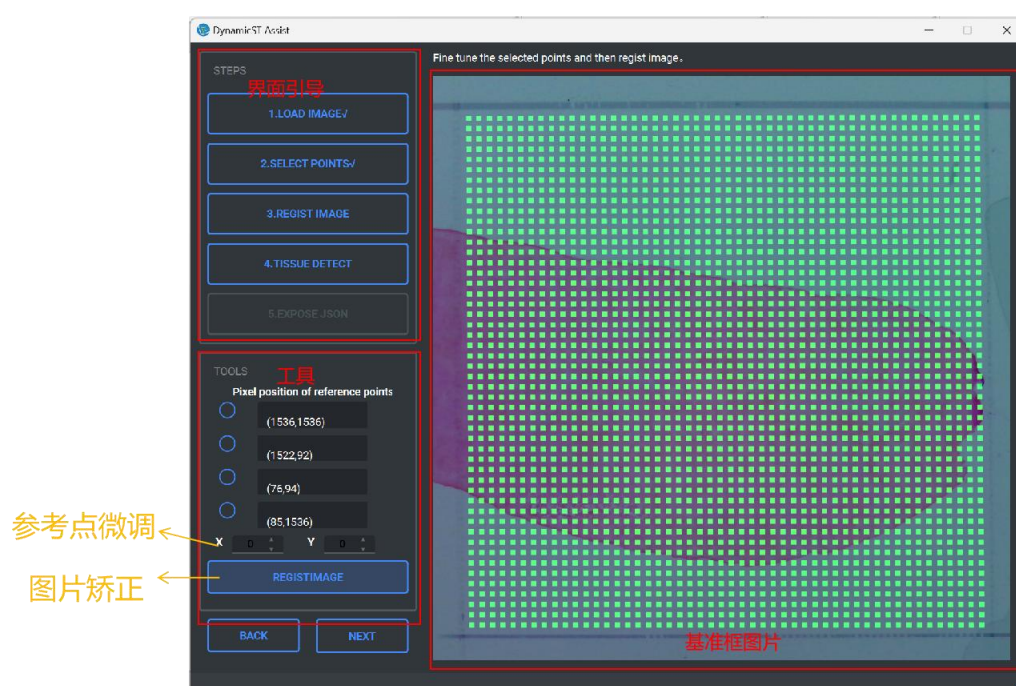 DynamicST Assist
Fine tune the selected points and then regist image。
STEPS
界面引导
1.LOAD IMAGE√
2.SELECT POINTS√
3.REGIST IMAGE
4.TISSUE DETECT
5.EXPOSE JSON
TOOLS
工具
Pixel position of reference points
(1536,1536)
(1522,92)
(76,94)
(85,1536)
参考点微调
X 0 Y 0
图片矫正
REGISTIMAGE
BACK NEXT
基准框图片